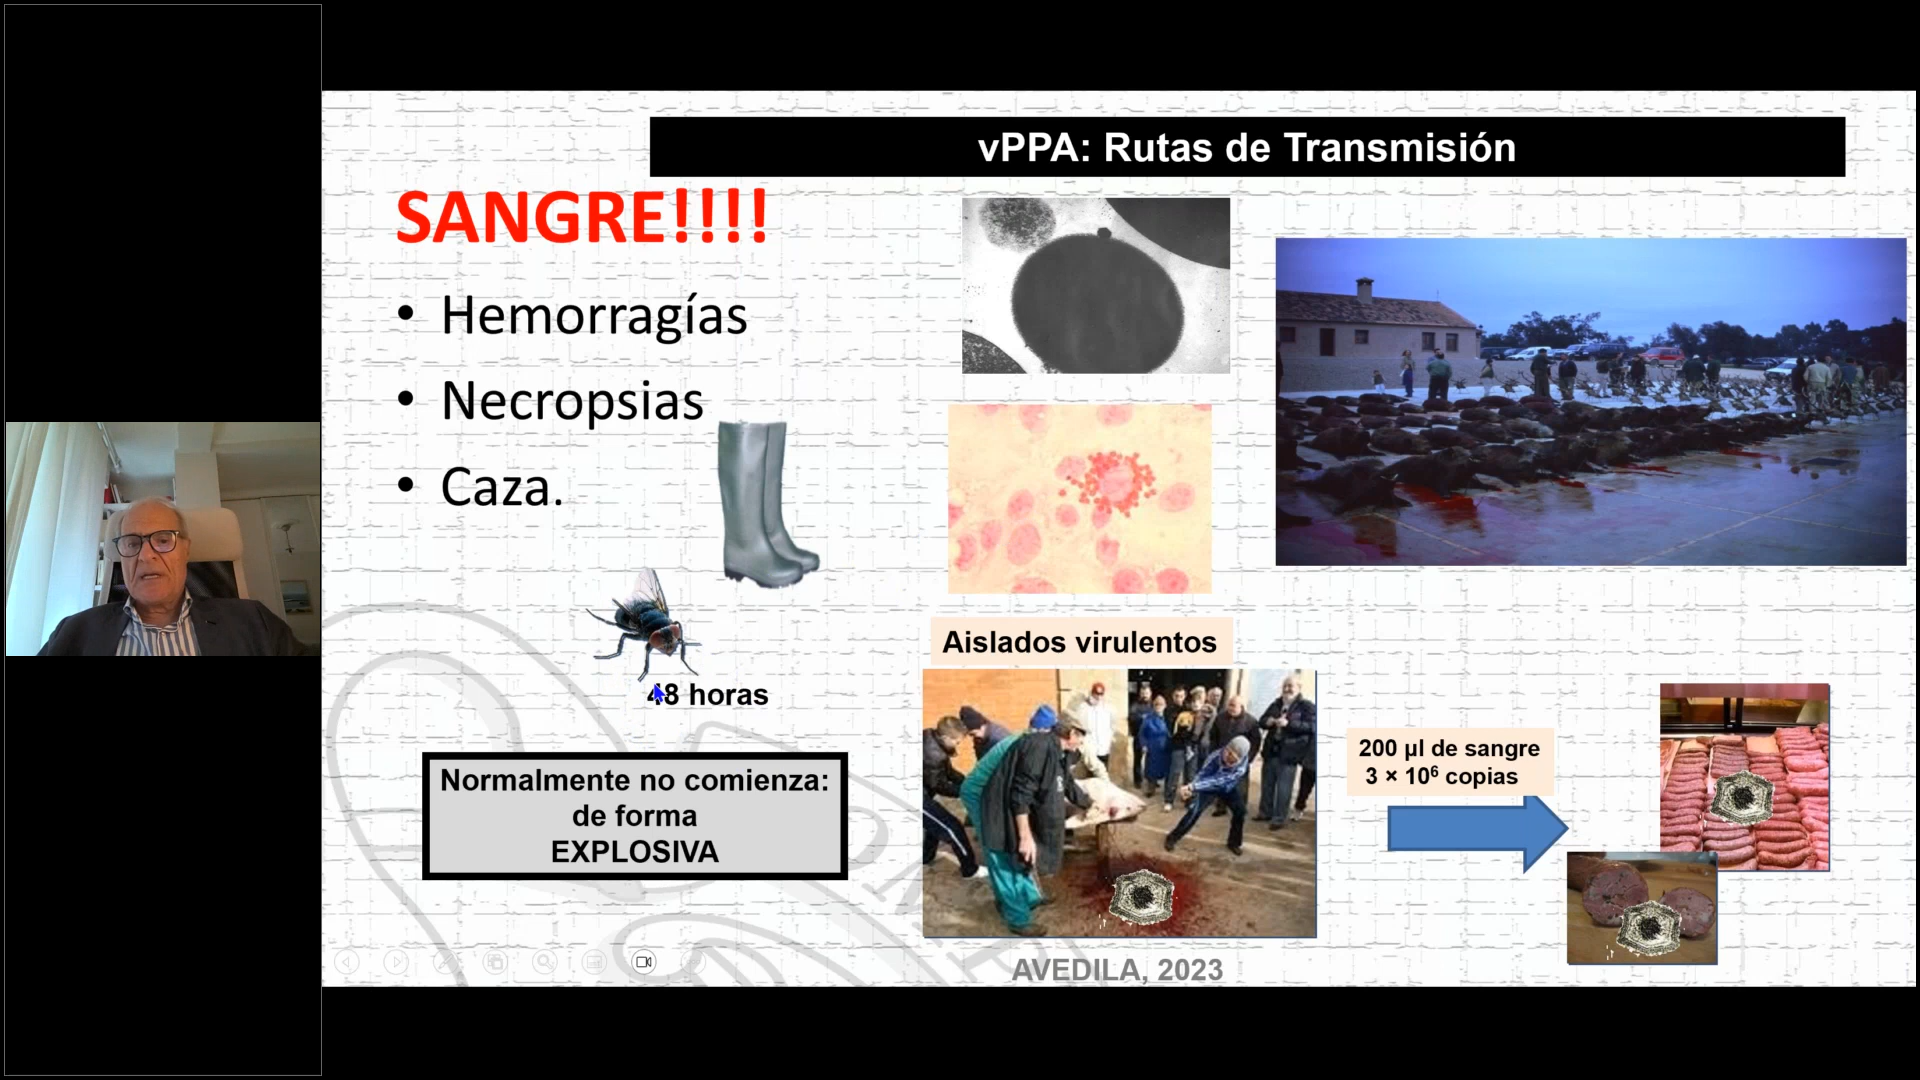 vPPA: Rutas de Transmisión
SANGRE!!!!
• Hemorragías
• Necropsias
• Caza.
48 horas
Normalmente no comienza:
de forma
EXPLOSIVA
Aislados virulentos
200 µl de sangre
3 × 10⁶ copias
AVEDILA, 2023